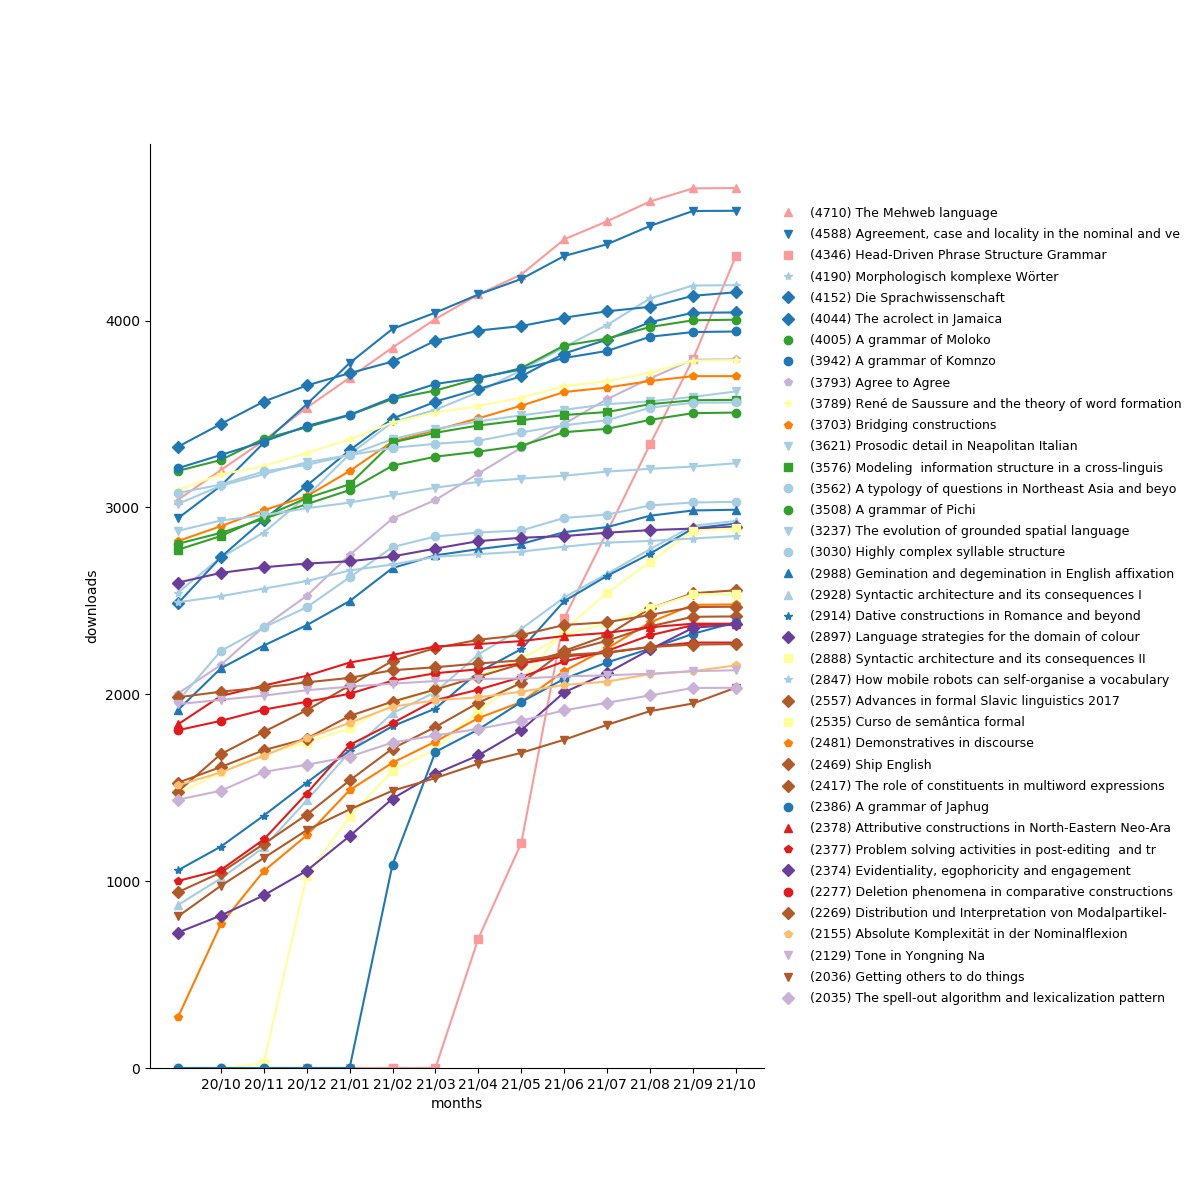 4000
3000
2000
1000
0
downloads
20/10 20/11 20/12 21/01 21/02 21/03 21/04 21/05 21/06 21/07 21/08 21/09 21/10
months
(4710) The Mehweb language
(4588) Agreement, case and locality in the nominal and ve
(4346) Head-Driven Phrase Structure Grammar
(4190) Morphologisch komplexe Wörter
(4152) Die Sprachwissenschaft
(4044) The acrolect in Jamaica
(4005) A grammar of Moloko
(3942) A grammar of Komnzo
(3793) Agree to Agree
(3789) René de Saussure and the theory of word formation
(3703) Bridging constructions
(3621) Prosodic detail in Neapolitan Italian
(3576) Modeling  information structure in a cross-linguis
(3562) A typology of questions in Northeast Asia and beyo
(3508) A grammar of Pichi
(3237) The evolution of grounded spatial language
(3030) Highly complex syllable structure
(2988) Gemination and degemination in English affixation
(2928) Syntactic architecture and its consequences I
(2914) Dative constructions in Romance and beyond
(2897) Language strategies for the domain of colour
(2888) Syntactic architecture and its consequences II
(2847) How mobile robots can self-organise a vocabulary
(2557) Advances in formal Slavic linguistics 2017
(2535) Curso de semântica formal
(2481) Demonstratives in discourse
(2469) Ship English
(2417) The role of constituents in multiword expressions
(2386) A grammar of Japhug
(2378) Attributive constructions in North-Eastern Neo-Ara
(2377) Problem solving activities in post-editing  and tr
(2374) Evidentiality, egophoricity and engagement
(2277) Deletion phenomena in comparative constructions
(2269) Distribution und Interpretation von Modalpartikel-
(2155) Absolute Komplexität in der Nominalflexion
(2129) Tone in Yongning Na
(2036) Getting others to do things
(2035) The spell-out algorithm and lexicalization pattern